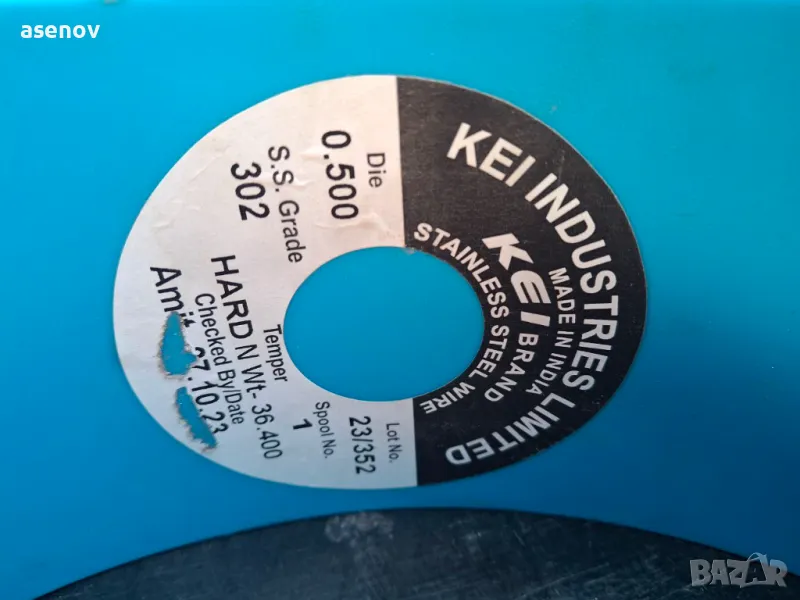 asenov
KEI INDUSTRIES LIMITED
MADE IN INDIA
KEI BRAND
STAINLESS STEEL WIRE
Die
0.500
S.S. Grade
302
Temper
HARD N Wt- 36.400
Checked By/Date
07.10.23
Lot No.
23/352
Spool No.
1
BAZAR